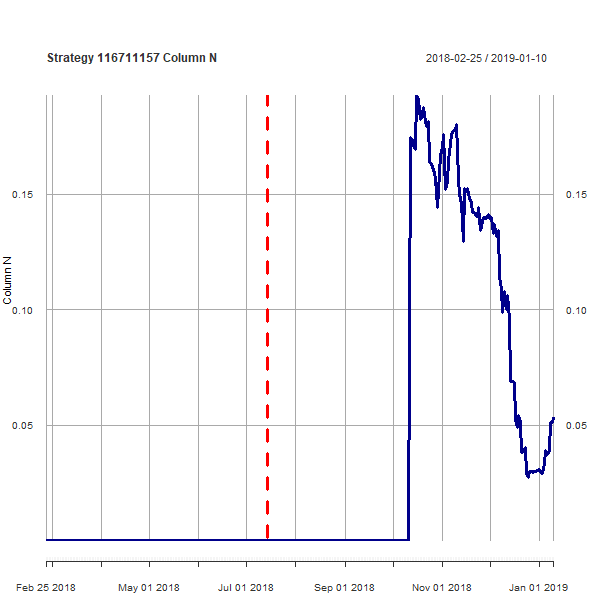 Strategy 116711157 Column N
2018-02-25 / 2019-01-10
0.15
0.15
Column N
0.10
0.10
0.05
0.05
Feb 25 2018
May 01 2018
Jul 01 2018
Sep 01 2018
Nov 01 2018
Jan 01 2019